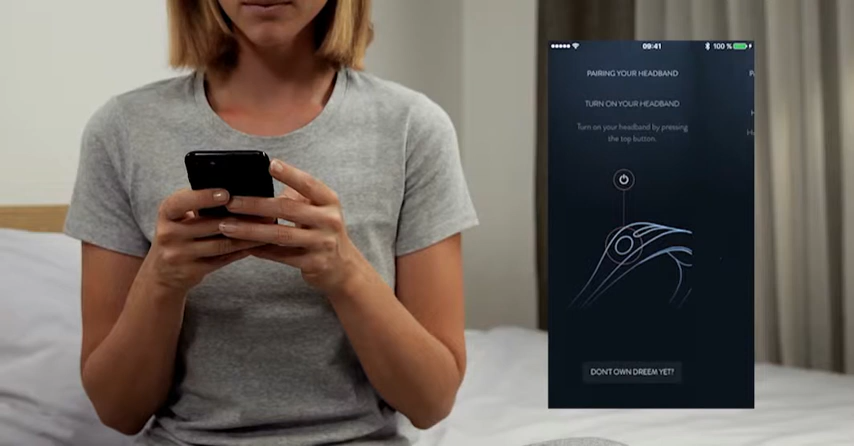 09:41
100 %
PAIRING YOUR HEADBAND
TURN ON YOUR HEADBAND
Turn on your headband by pressing
the top button.
DON'T OWN DREEM YET?